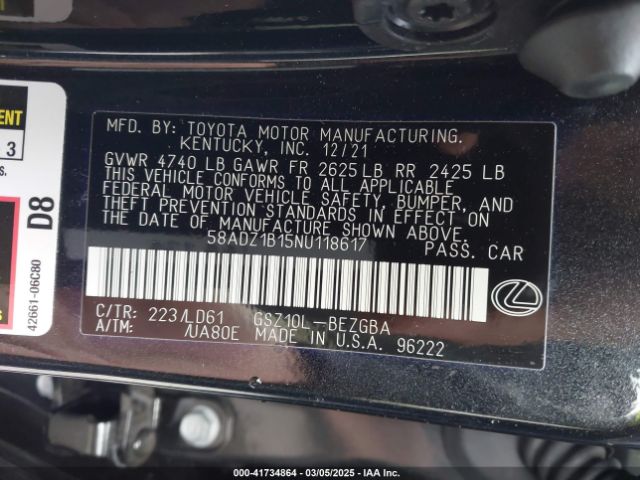 MFD. BY: TOYOTA MOTOR MANUFACTURING.
KENTUCKY, INC. 12/21
GVWR 4740 LB GAWR FR 2625 LB RR 2425 LB
THIS VEHICLE CONFORMS TO ALL APPLICABLE
FEDERAL MOTOR VEHICLE SAFETY, BUMPER, AND
THEFT PREVENTION STANDARDS IN EFFECT ON
THE DATE OF MANUFACTURE SHOWN ABOVE.
58ADZ1B15NU118617 PASS. CAR
C/TR: 223/LD61 GSZ10L-BEZGBA
A/TM: /UA80E MADE IN U.S.A. 96222
3
D8
42661-06C80
000-41734864 | 03/05/2025 - IAA Inc.